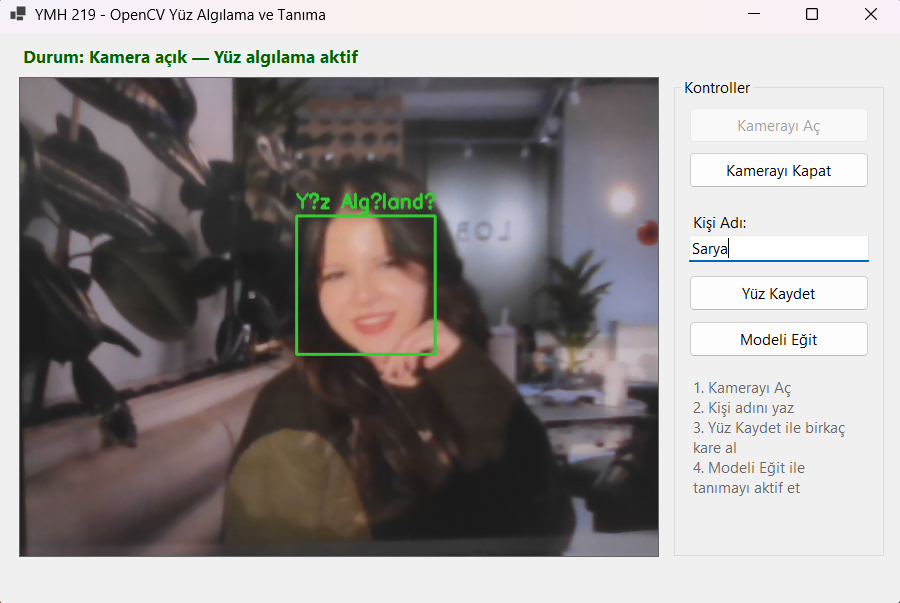 YMH 219 - OpenCV Yüz Algılama ve Tanıma
Durum: Kamera açık — Yüz algılama aktif
Y?z Alg?land?
LOB
Kontroller
Kamerayı Aç
Kamerayı Kapat
Kişi Adı:
Sarya
Yüz Kaydet
Modeli Eğit
1. Kamerayı Aç
2. Kişi adını yaz
3. Yüz Kaydet ile birkaç
kare al
4. Modeli Eğit ile
tanımayı aktif et